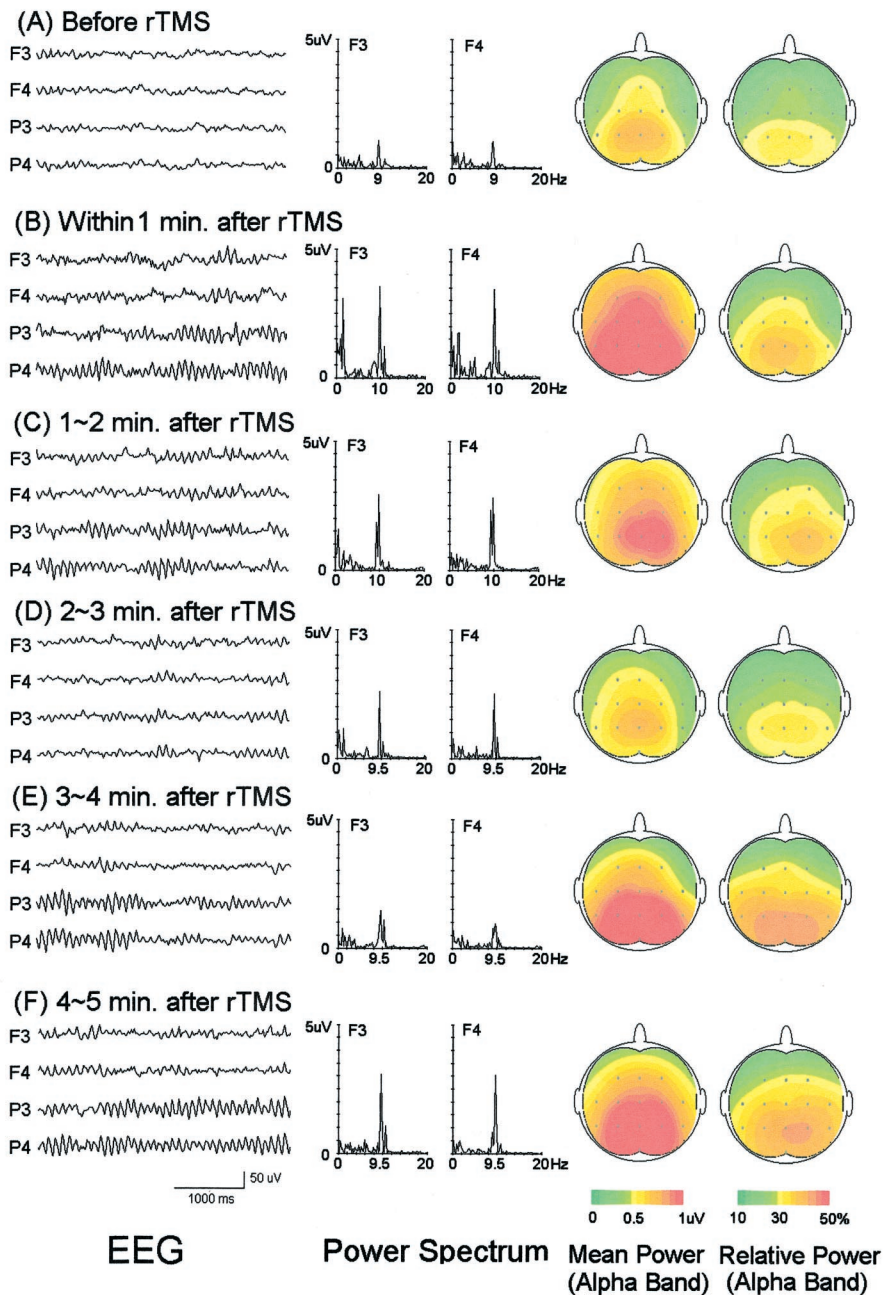 (A) Before rTMS
F3
F4
P3
P4
5uV
F3
F4
0
9
20
9
20Hz
(B) Within 1 min. after rTMS
F3
F4
P3
P4
5uV
F3
F4
0
0
10
20
0
10
20Hz
(C) 1~2 min. after rTMS
F3
F4
P3
P4
5uV
F3
F4
0
0
10
20
0
10
20Hz
(D) 2~3 min. after rTMS
F3
F4
P3
P4
5uV
F3
F4
0
0
9.5
20
0
9.5
20Hz
(E) 3~4 min. after rTMS
F3
F4
P3
P4
5uV
F3
F4
0
0
9.5
20
0
9.5
20Hz
(F) 4~5 min. after rTMS
F3
F4
P3
P4
5uV
F3
F4
0
0
9.5
20
0
9.5
20Hz
50 uV
1000 ms
0 0.5 1uV
10 30 50%
EEG
Power Spectrum
Mean Power
(Alpha Band)
Relative Power
(Alpha Band)